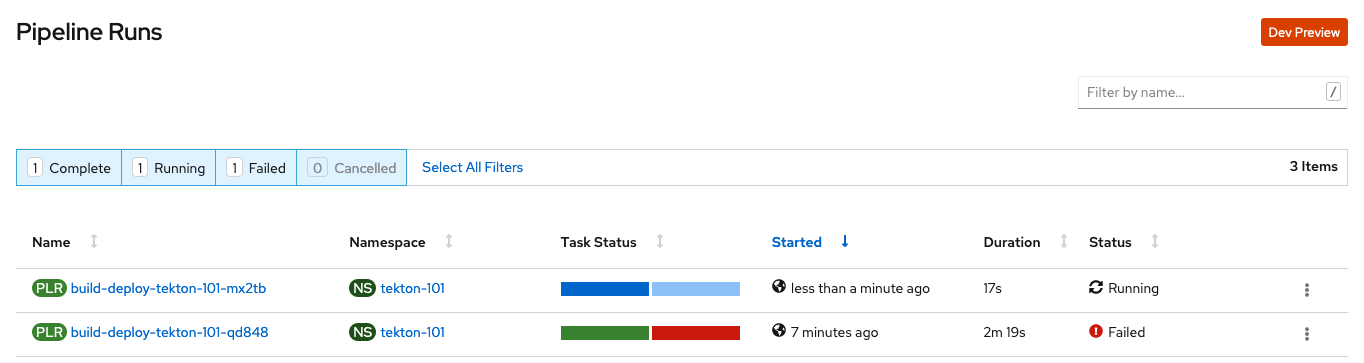 Pipeline Runs
Dev Preview
Filter by name...
/
1 Complete 1 Running 1 Failed 0 Cancelled Select All Filters 3 Items
Name Namespace Task Status Started Duration Status
PLR build-deploy-tekton-101-mx2tb NS tekton-101 less than a minute ago 17s Running
PLR build-deploy-tekton-101-qd848 NS tekton-101 7 minutes ago 2m 19s Failed